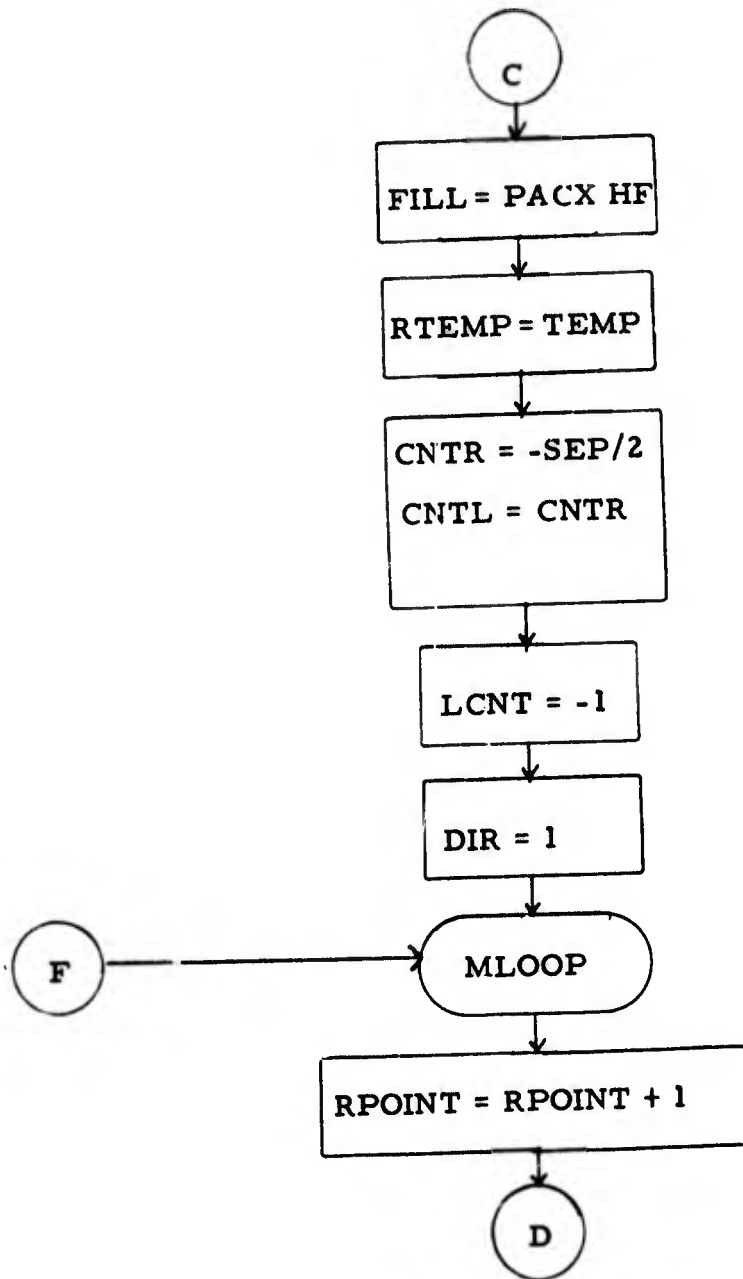 C
FILL = PACX HF
RTEMP = TEMP
CNTR = -SEP/2
CNTL = CNTR
LCNT = -1
DIR = 1
F
MLOOP
RPOINT = RPOINT + 1
D